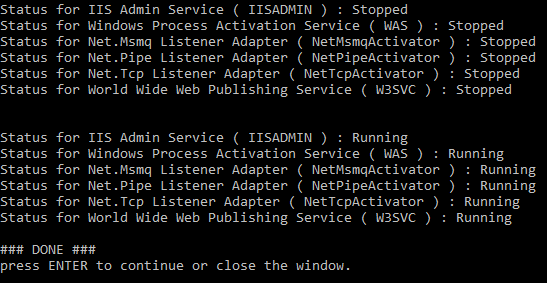 Status for IIS Admin Service ( IISADMIN ) : Stopped
Status for Windows Process Activation Service ( WAS ) : Stopped
Status for Net.Msmq Listener Adapter ( NetMsmqActivator ) : Stopped
Status for Net.Pipe Listener Adapter ( NetPipeActivator ) : Stopped
Status for Net.Tcp Listener Adapter ( NetTcpActivator ) : Stopped
Status for World Wide Web Publishing Service ( W3SVC ) : Stopped
Status for IIS Admin Service ( IISADMIN ) : Running
Status for Windows Process Activation Service ( WAS ) : Running
Status for Net.Msmq Listener Adapter ( NetMsmqActivator ) : Running
Status for Net.Pipe Listener Adapter ( NetPipeActivator ) : Running
Status for Net.Tcp Listener Adapter ( NetTcpActivator ) : Running
Status for World Wide Web Publishing Service ( W3SVC ) : Running
### DONE ###
press ENTER to continue or close the window.